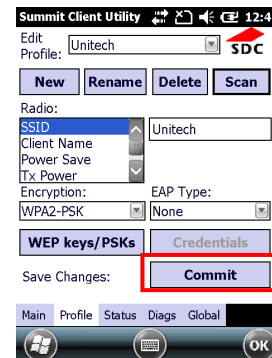 Summit Client Utility 12:4
Edit
Profile: Unitech SDC
New Rename Delete Scan
Radio:
SSID Unitech
Client Name
Power Save
Tx Power
Encryption: EAP Type:
WPA2-PSK None
WEP keys/PSKs Credentials
Save Changes: Commit
Main Profile Status Diags Global
OK